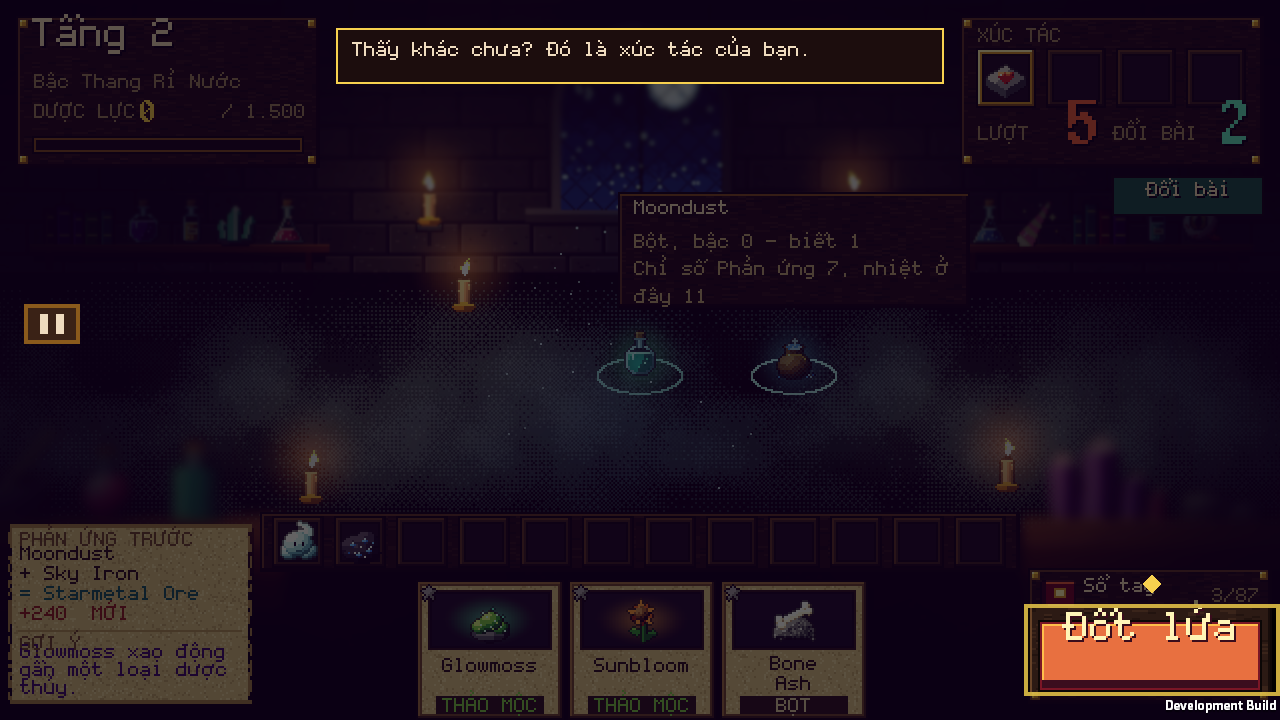 Tầng 2
Bậc Thang Rỉ Nước
DƯỢC LỰC 0 / 1.500
Thấy khác chưa? Đó là xúc tác của bạn.
XÚC TÁC
LƯỢT 5 ĐỔI BÀI 2
Đổi bài
Moondust
Bột, bậc 0 - biết 1
Chỉ số Phản ứng 7, nhiệt ở
đây 11
PHẢN ỨNG TRƯỚC
Moondust
+ Sky Iron
= Starmetal Ore
+240 MỚI
GỢI Ý
Glowmoss xao động
gần một loại dược
thủy.
Glowmoss
THẢO MỘC
Sunbloom
THẢO MỘC
Bone
Ash
BỘT
Sổ tay
3/87
Đốt lửa
Development Build